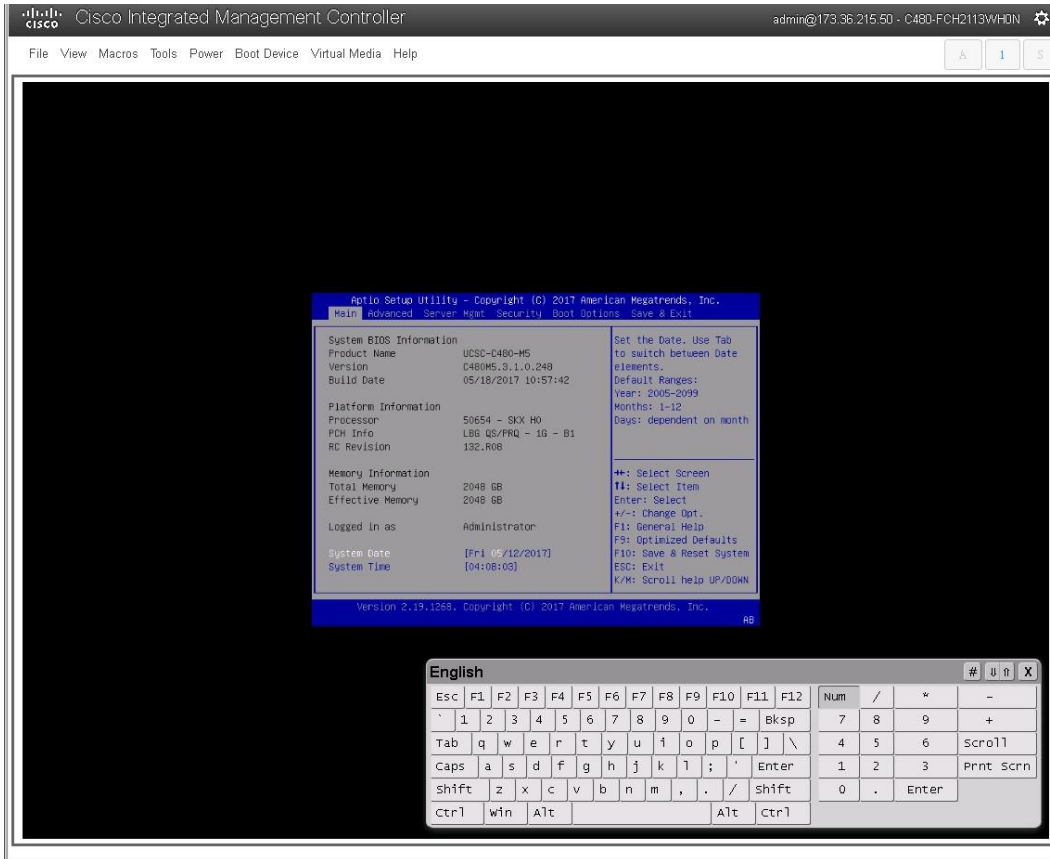 cisco Cisco Integrated Management Controller admin@173.36.215.50 - C480-FCH2113WH0N
File View Macros Tools Power Boot Device Virtual Media Help A 1 S
Aptio Setup Utility - Copyright (C) 2017 American Megatrends, Inc.
Main Advanced Server Mgmt Security Boot Options Save & Exit
System BIOS Information
Product Name UCSC-C480-M5
Version C480M5.3.1.0.248
Build Date 05/18/2017 10:57:42
Platform Information
Processor 50654 - SKX H0
PCH Info LBG QS/PRQ - 1G - B1
RC Revision 132.R08
Memory Information
Total Memory 2048 GB
Effective Memory 2048 GB
Logged in as Administrator
System Date [Fri 05/12/2017]
System Time [04:08:03]
Set the Date. Use Tab
to switch between Date
elements.
Default Ranges:
Year: 2005-2099
Months: 1-12
Days: dependent on month
→←: Select Screen
↑↓: Select Item
Enter: Select
+/-: Change Opt.
F1: General Help
F9: Optimized Defaults
F10: Save & Reset System
ESC: Exit
K/M: Scroll help UP/DOWN
Version 2.19.1268. Copyright (C) 2017 American Megatrends, Inc.
AB
English # ⇓⇑ X
Esc F1 F2 F3 F4 F5 F6 F7 F8 F9 F10 F11 F12 Num / * -
` 1 2 3 4 5 6 7 8 9 0 - = Bksp 7 8 9 +
Tab q w e r t y u i o p [ ] \ 4 5 6 Scroll
Caps a s d f g h j k l ; ' Enter 1 2 3 Prnt Scrn
Shift z x c v b n m , . / Shift 0 . Enter
Ctrl Win Alt Alt Ctrl